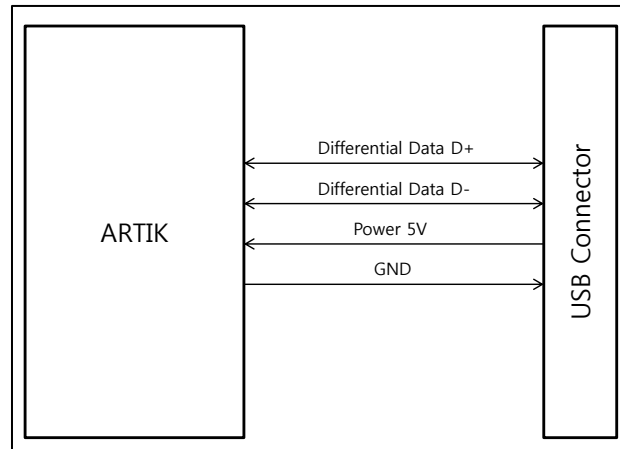 Differential Data D+
Differential Data D-
ARTIK
Power 5V
GND
USB Connector